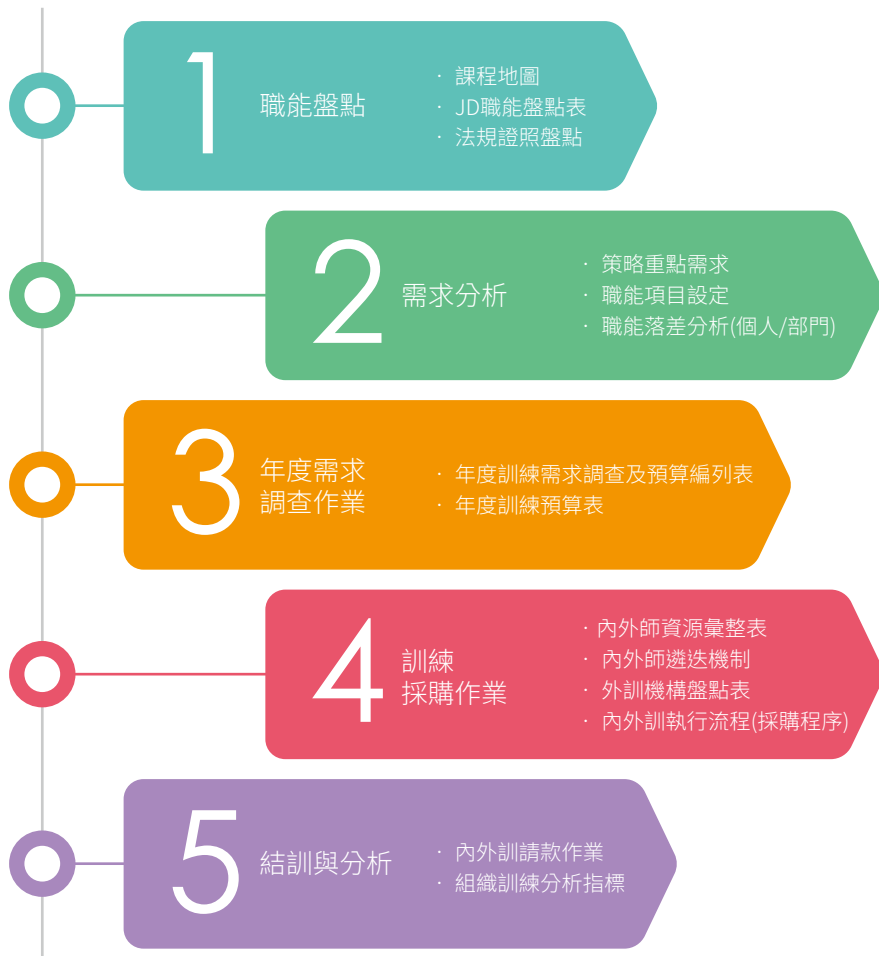 1
職能盤點
· 課程地圖
· JD職能盤點表
· 法規證照盤點
2
需求分析
· 策略重點需求
· 職能項目設定
· 職能落差分析(個人/部門)
3
年度需求
調查作業
· 年度訓練需求調查及預算編列表
· 年度訓練預算表
4
訓練
採購作業
· 內外師資源彙整表
· 內外師遴選機制
· 外訓機構盤點表
· 內外訓執行流程(採購程序)
5
結訓與分析
· 內外訓請款作業
· 組織訓練分析指標